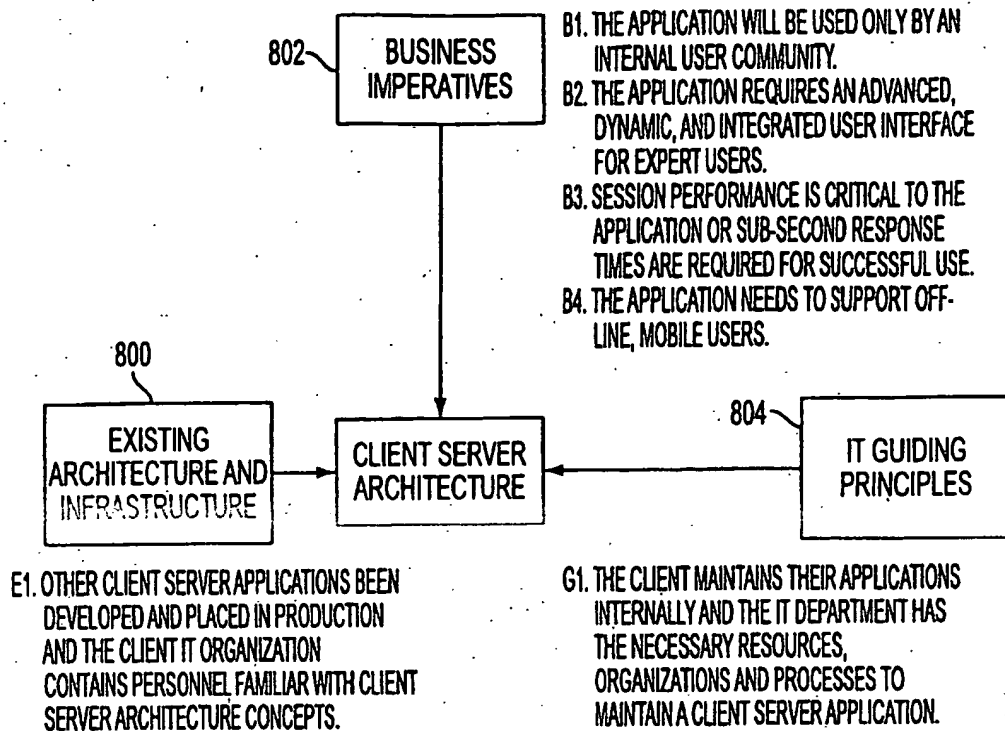 802
BUSINESS
IMPERATIVES
B1. THE APPLICATION WILL BE USED ONLY BY AN
INTERNAL USER COMMUNITY.
B2. THE APPLICATION REQUIRES AN ADVANCED,
DYNAMIC, AND INTEGRATED USER INTERFACE
FOR EXPERT USERS.
B3. SESSION PERFORMANCE IS CRITICAL TO THE
APPLICATION OR SUB-SECOND RESPONSE
TIMES ARE REQUIRED FOR SUCCESSFUL USE.
B4. THE APPLICATION NEEDS TO SUPPORT OFF-
LINE, MOBILE USERS.
800
EXISTING
ARCHITECTURE AND
INFRASTRUCTURE
CLIENT SERVER
ARCHITECTURE
804
IT GUIDING
PRINCIPLES
E1. OTHER CLIENT SERVER APPLICATIONS BEEN
DEVELOPED AND PLACED IN PRODUCTION
AND THE CLIENT IT ORGANIZATION
CONTAINS PERSONNEL FAMILIAR WITH CLIENT
SERVER ARCHITECTURE CONCEPTS.
G1. THE CLIENT MAINTAINS THEIR APPLICATIONS
INTERNALLY AND THE IT DEPARTMENT HAS
THE NECESSARY RESOURCES,
ORGANIZATIONS AND PROCESSES TO
MAINTAIN A CLIENT SERVER APPLICATION.